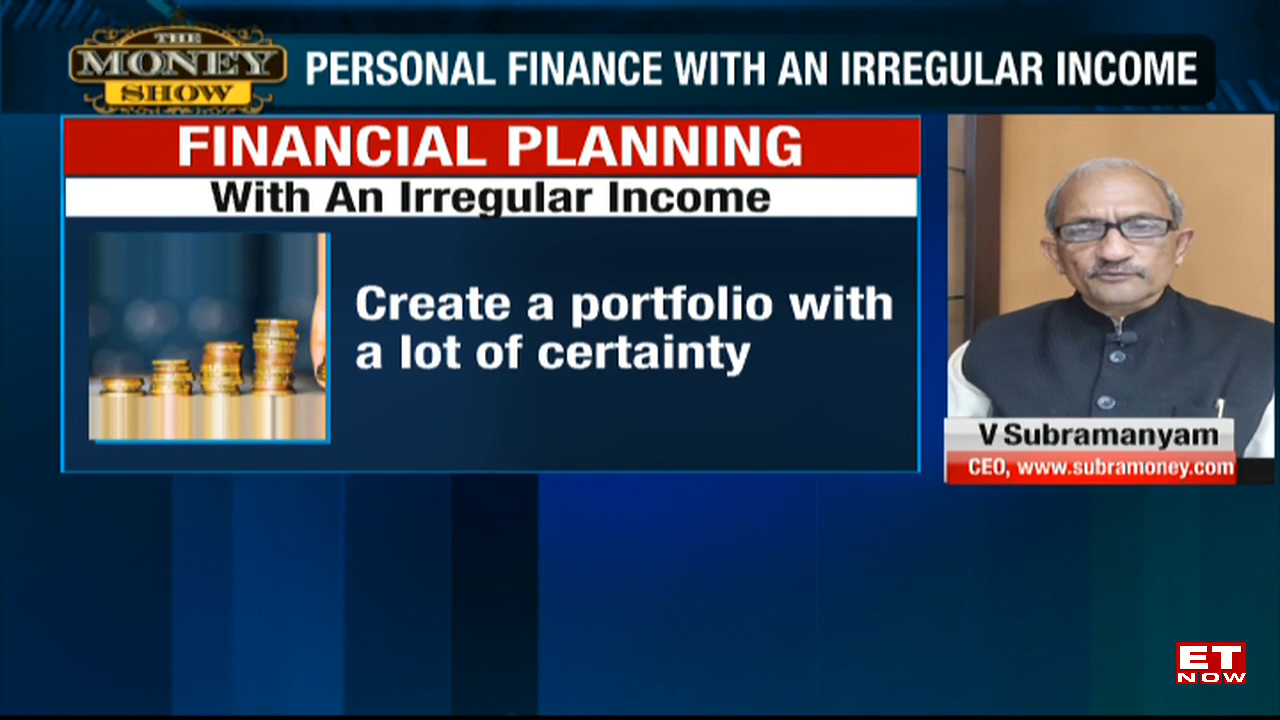 THE
MONEY
SHOW
PERSONAL FINANCE WITH AN IRREGULAR INCOME
FINANCIAL PLANNING
With An Irregular Income
Create a portfolio with
a lot of certainty
V Subramanyam
CEO, www.subramoney.com
ET
NOW